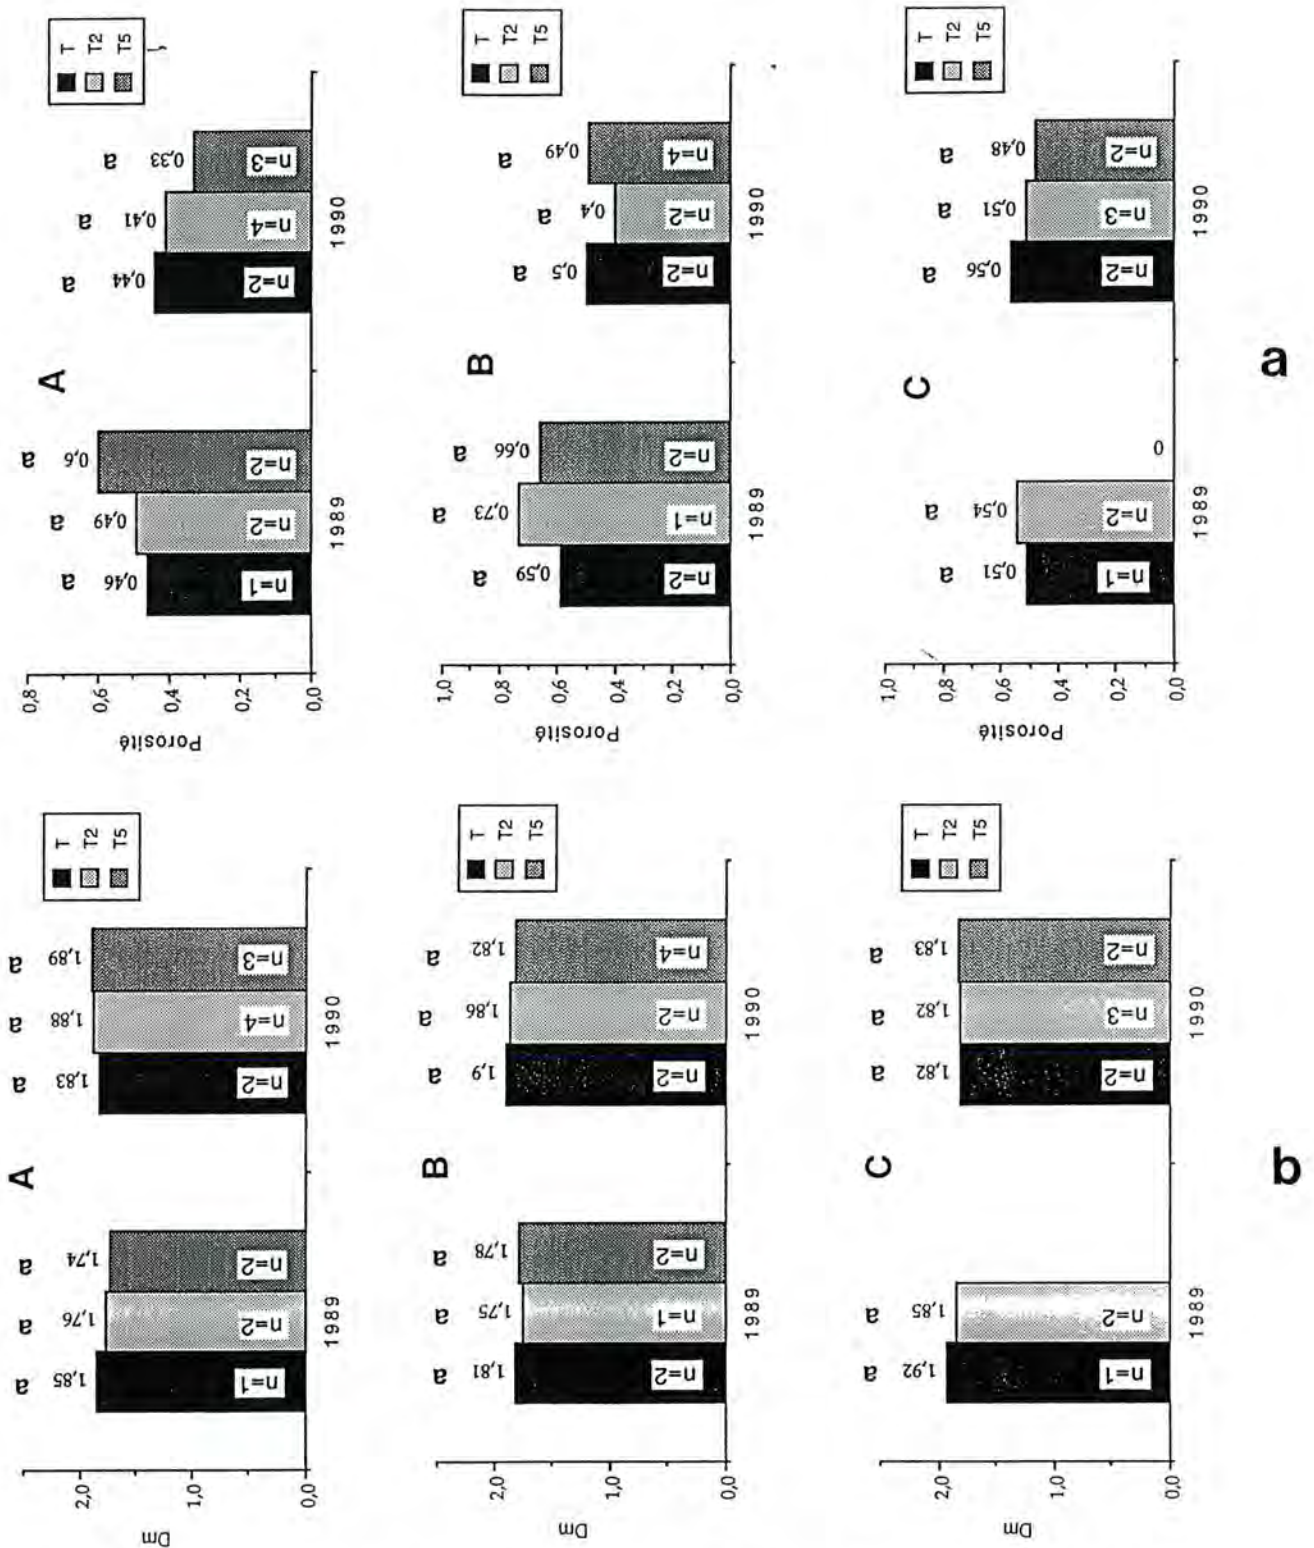 A
T
T2
T5
Porosité
0,8
0,6
0,4
0,2
0,0
a a a
0,46 0,49 0,6
n=1 n=2 n=2
1989
a a a
0,44 0,41 0,33
n=2 n=4 n=3
1990
B
T
T2
T5
Porosité
1,0
0,8
0,6
0,4
0,2
0,0
a a a
0,59 0,73 0,66
n=2 n=1 n=2
1989
a a a
0,5 0,4 0,49
n=2 n=2 n=4
1990
C
T
T2
T5
Porosité
1,0
0,8
0,6
0,4
0,2
0,0
a a
0,51 0,54 0
n=1 n=2
1989
a a a
0,56 0,51 0,48
n=2 n=3 n=2
1990
a
A
T
T2
T5
Dm
2,0
1,0
0,0
a a a
1,85 1,76 1,74
n=1 n=2 n=2
1989
a a a
1,83 1,88 1,89
n=2 n=4 n=3
1990
B
T
T2
T5
Dm
2,0
1,0
0,0
a a a
1,81 1,75 1,78
n=2 n=1 n=2
1989
a a a
1,9 1,86 1,82
n=2 n=2 n=4
1990
C
T
T2
T5
Dm
2,0
1,0
0,0
a a
1,92 1,85
n=1 n=2
1989
a a a
1,82 1,82 1,83
n=2 n=3 n=2
1990
b